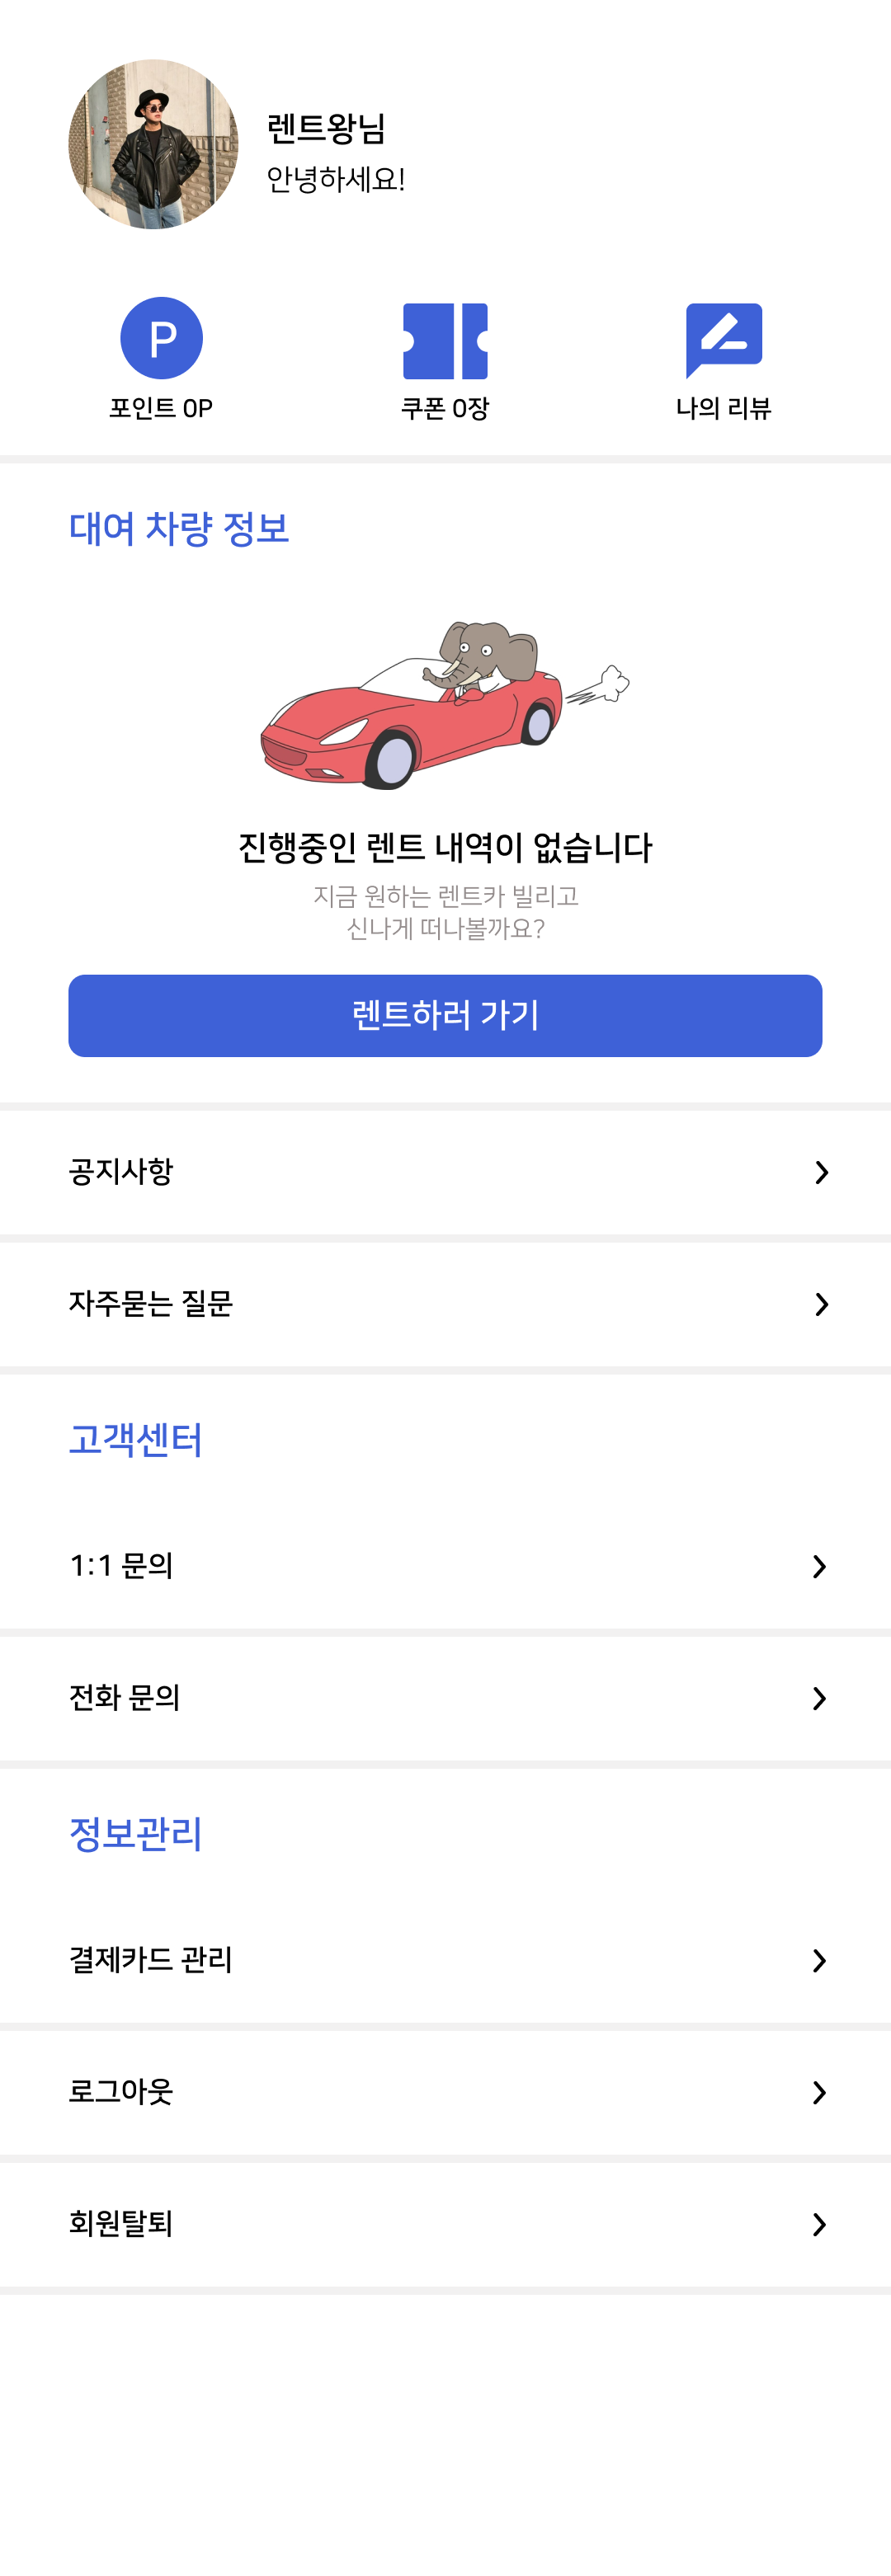 렌트왕님
안녕하세요!
P
포인트 0P
쿠폰 0장
나의 리뷰
대여 차량 정보
진행중인 렌트 내역이 없습니다
지금 원하는 렌트카 빌리고
신나게 떠나볼까요?
렌트하러 가기
공지사항
자주묻는 질문
고객센터
1:1 문의
전화 문의
정보관리
결제카드 관리
로그아웃
회원탈퇴